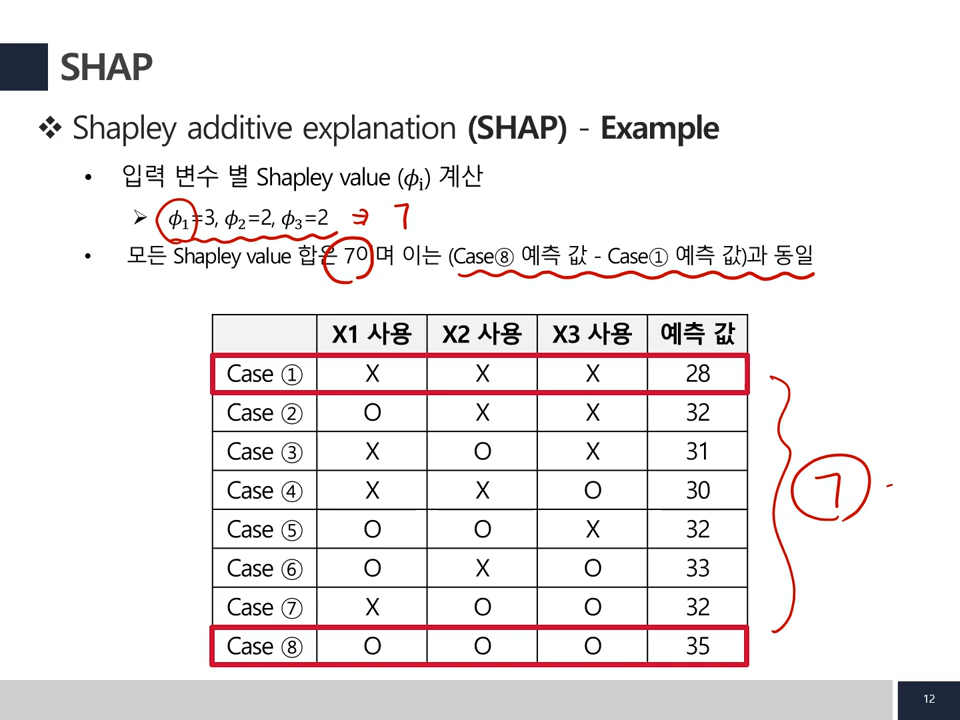 SHAP
❖ Shapley additive explanation (SHAP) - Example
• 입력 변수 별 Shapley value (ϕi) 계산
➢ ϕ1=3, ϕ2=2, ϕ3=2 ⇒ 7
• 모든 Shapley value 합은 7이며 이는 (Case⑧ 예측 값 - Case① 예측 값)과 동일
X1 사용 X2 사용 X3 사용 예측 값
Case ① X X X 28
Case ② O X X 32
Case ③ X O X 31
Case ④ X X O 30
Case ⑤ O O X 32
Case ⑥ O X O 33
Case ⑦ X O O 32
Case ⑧ O O O 35
7
12